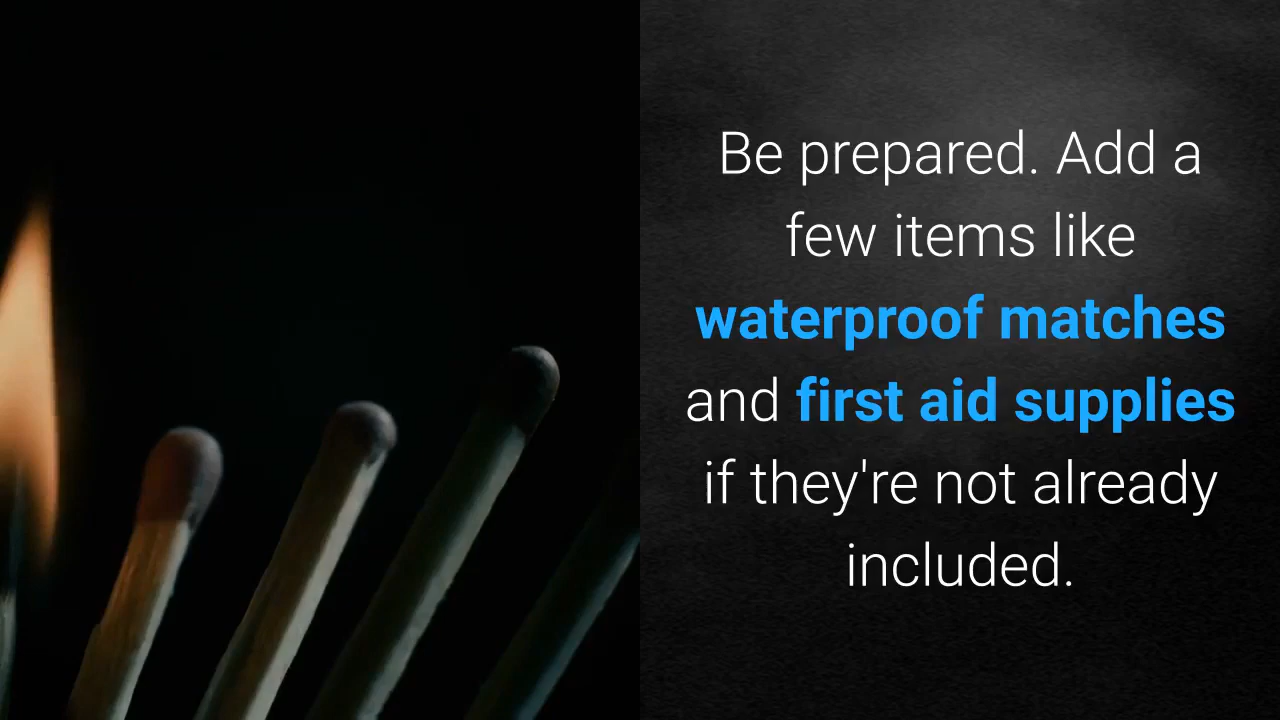 Be prepared. Add a
few items like
waterproof matches
and first aid supplies
if they're not already
included.